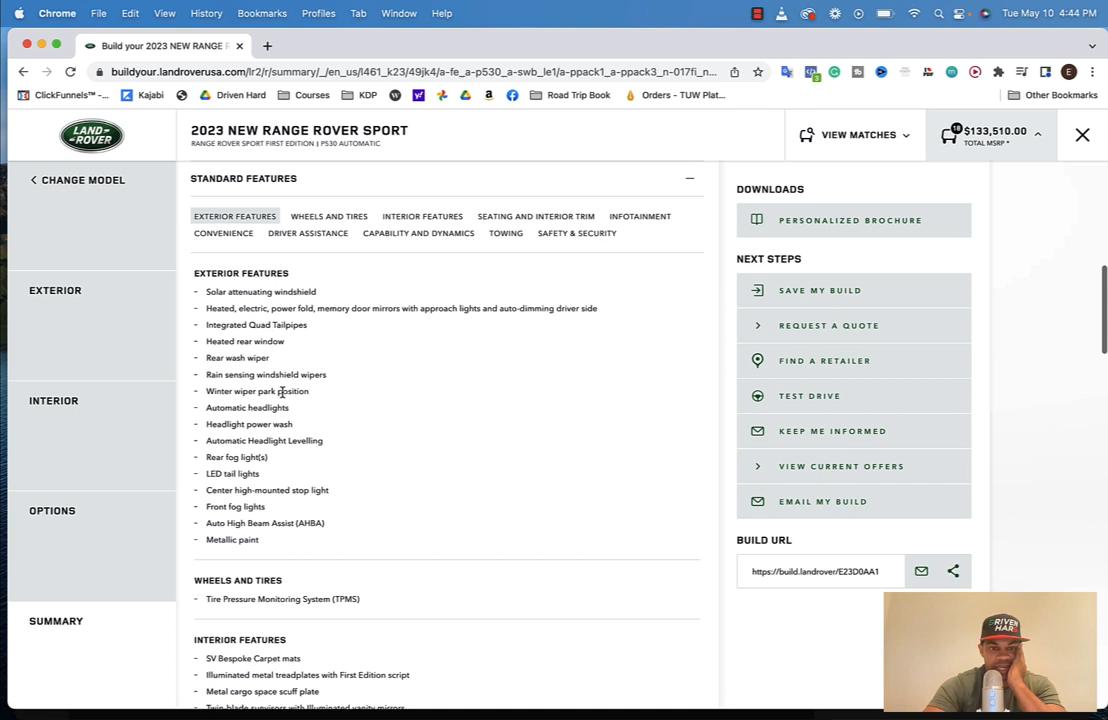 Chrome File Edit View History Bookmarks Profiles Tab Window Help Tue May 10 4:44 PM
Build your 2023 NEW RANGE R
buildyour.landroverusa.com/lr2/r/summary/_/en_us/l461_k23/49jk4/a-fe_a-p530_a-swb_le1/a-ppack1_a-ppack3_n-017fi_n...
ClickFunnels™ –... Kajabi Driven Hard Courses KDP Road Trip Book Orders – TUW Plat... Other Bookmarks
LAND ROVER
2023 NEW RANGE ROVER SPORT
RANGE ROVER SPORT FIRST EDITION | P530 AUTOMATIC
VIEW MATCHES
18
$133,510.00
TOTAL MSRP *
CHANGE MODEL
EXTERIOR
INTERIOR
OPTIONS
SUMMARY
STANDARD FEATURES
EXTERIOR FEATURES WHEELS AND TIRES INTERIOR FEATURES SEATING AND INTERIOR TRIM INFOTAINMENT
CONVENIENCE DRIVER ASSISTANCE CAPABILITY AND DYNAMICS TOWING SAFETY & SECURITY
EXTERIOR FEATURES
- Solar attenuating windshield
- Heated, electric, power fold, memory door mirrors with approach lights and auto-dimming driver side
- Integrated Quad Tailpipes
- Heated rear window
- Rear wash wiper
- Rain sensing windshield wipers
- Winter wiper park position
- Automatic headlights
- Headlight power wash
- Automatic Headlight Levelling
- Rear fog light(s)
- LED tail lights
- Center high-mounted stop light
- Front fog lights
- Auto High Beam Assist (AHBA)
- Metallic paint
WHEELS AND TIRES
- Tire Pressure Monitoring System (TPMS)
INTERIOR FEATURES
- SV Bespoke Carpet mats
- Illuminated metal treadplates with First Edition script
- Metal cargo space scuff plate
- Twin-blade sunvisors with Illuminated vanity mirrors
DOWNLOADS
PERSONALIZED BROCHURE
NEXT STEPS
SAVE MY BUILD
REQUEST A QUOTE
FIND A RETAILER
TEST DRIVE
KEEP ME INFORMED
VIEW CURRENT OFFERS
EMAIL MY BUILD
BUILD URL
https://build.landrover/E23D0AA1
DRIVEN
HARD